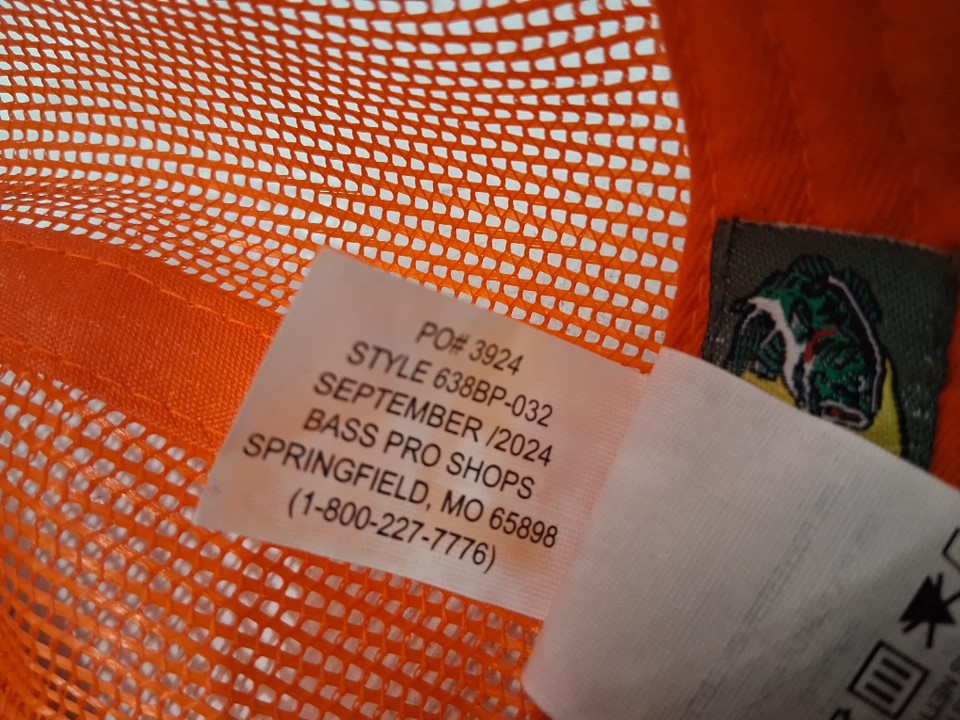 PO# 3924
STYLE 638BP-032
SEPTEMBER /2024
BASS PRO SHOPS
SPRINGFIELD, MO 65898
(1-800-227-7776)